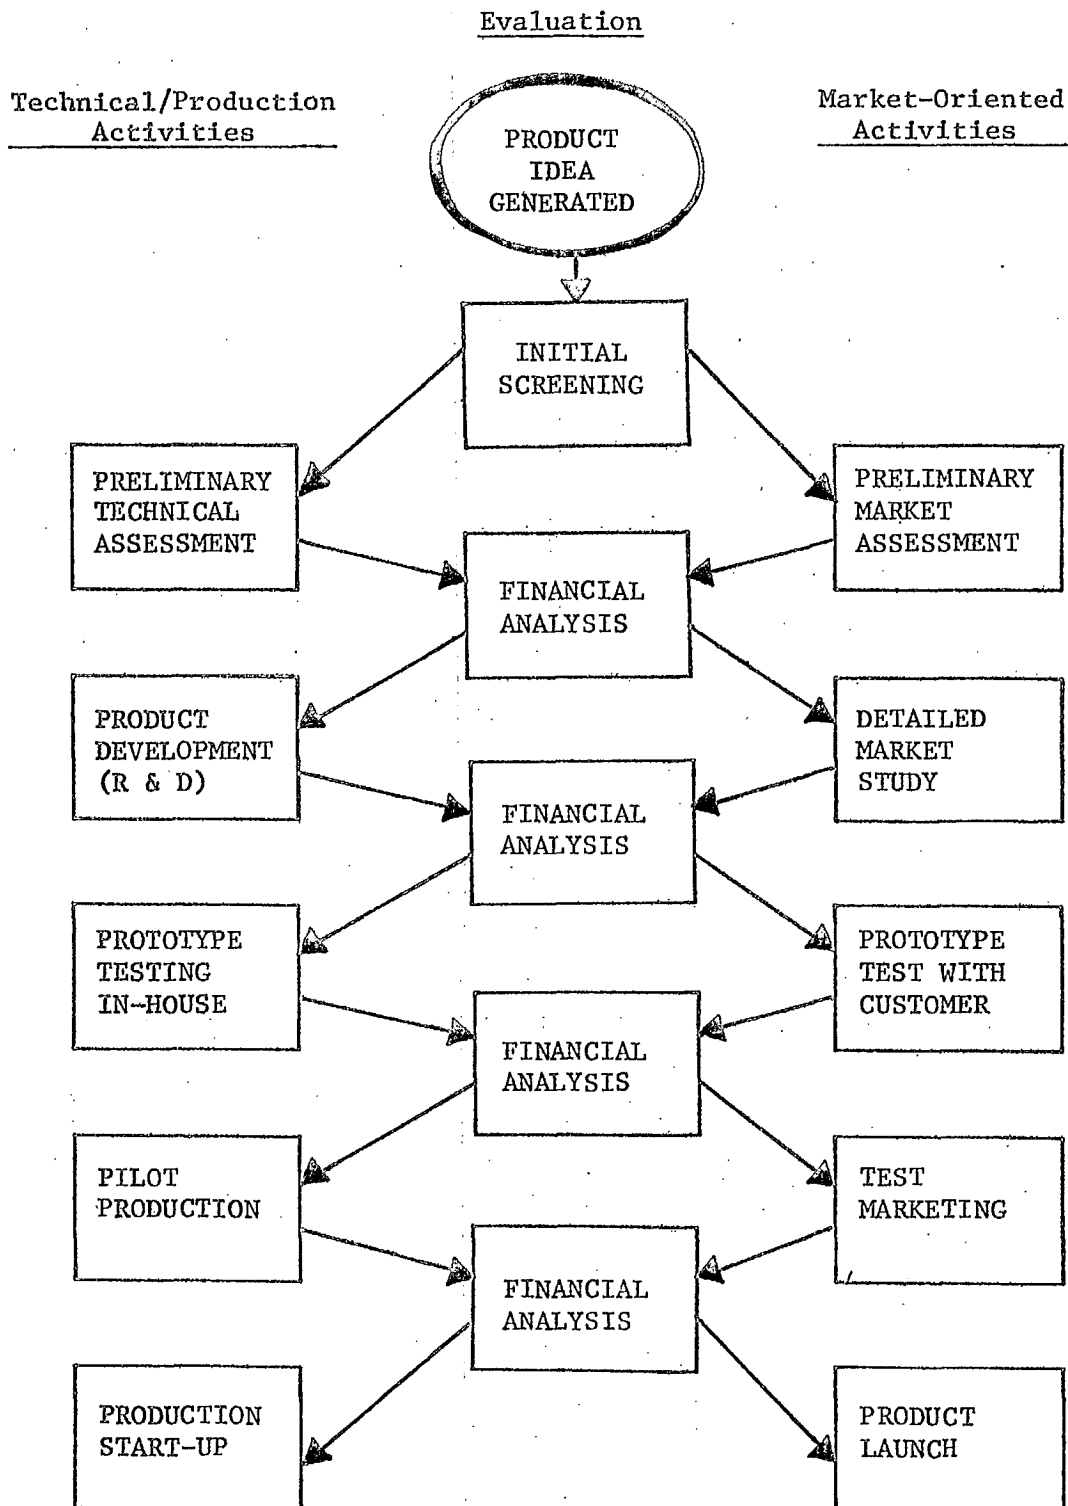 Evaluation
Technical/Production
Activities
Market-Oriented
Activities
PRODUCT
IDEA
GENERATED
INITIAL
SCREENING
PRELIMINARY
TECHNICAL
ASSESSMENT
PRELIMINARY
MARKET
ASSESSMENT
FINANCIAL
ANALYSIS
PRODUCT
DEVELOPMENT
(R & D)
DETAILED
MARKET
STUDY
FINANCIAL
ANALYSIS
PROTOTYPE
TESTING
IN-HOUSE
PROTOTYPE
TEST WITH
CUSTOMER
FINANCIAL
ANALYSIS
PILOT
PRODUCTION
TEST
MARKETING
FINANCIAL
ANALYSIS
PRODUCTION
START-UP
PRODUCT
LAUNCH